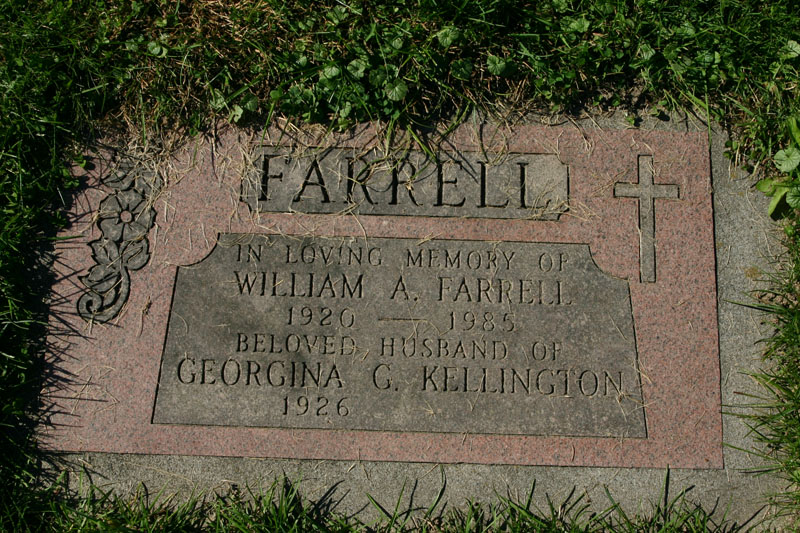 FARRELL
IN LOVING MEMORY OF
WILLIAM A. FARRELL
1920 — 1985
BELOVED HUSBAND OF
GEORGINA G. KELLINGTON
1926